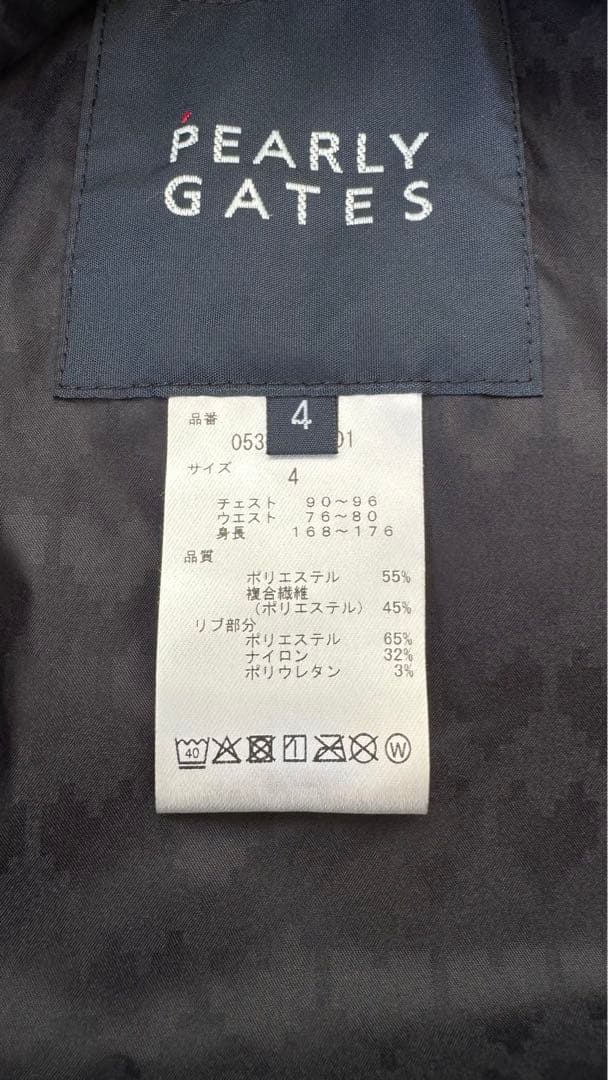 PEARLY
GATES
4
品番
053 01
サイズ
4
チェスト 90～96
ウエスト 76～80
身長 168～176
品質
ポリエステル 55%
複合繊維
（ポリエステル） 45%
リブ部分
ポリエステル 65%
ナイロン 32%
ポリウレタン 3%
40 W